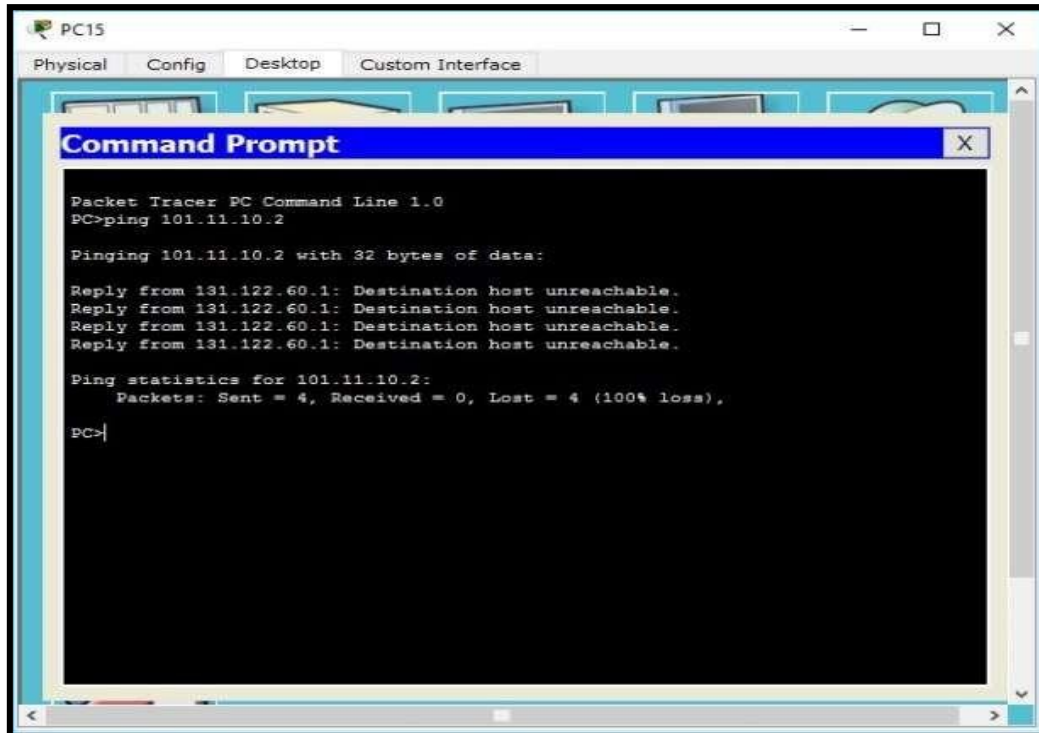 PC15
Physical Config Desktop Custom Interface
Command Prompt X
Packet Tracer PC Command Line 1.0
PC>ping 101.11.10.2
Pinging 101.11.10.2 with 32 bytes of data:
Reply from 131.122.60.1: Destination host unreachable.
Reply from 131.122.60.1: Destination host unreachable.
Reply from 131.122.60.1: Destination host unreachable.
Reply from 131.122.60.1: Destination host unreachable.
Ping statistics for 101.11.10.2:
Packets: Sent = 4, Received = 0, Lost = 4 (100% loss),
PC>